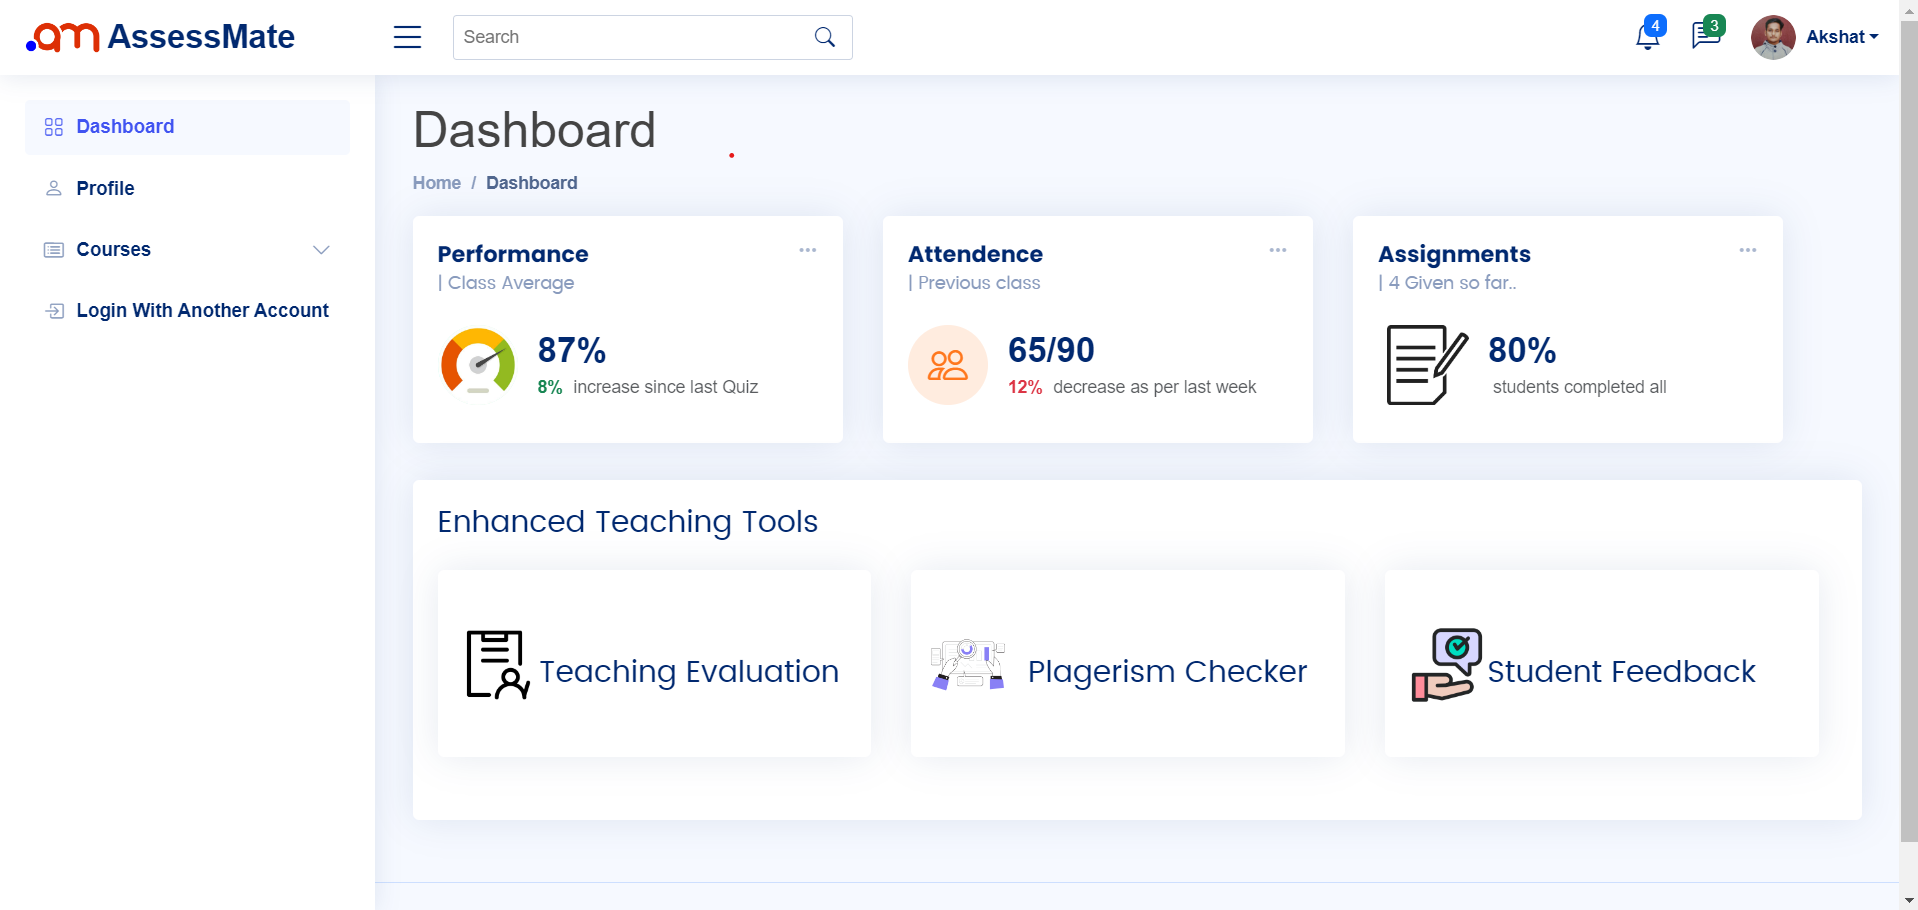 .am AssessMate
Search
4
3
Akshat
Dashboard
Profile
Courses
Login With Another Account
Dashboard
Home / Dashboard
Performance
| Class Average
87%
8% increase since last Quiz
Attendence
| Previous class
65/90
12% decrease as per last week
Assignments
| 4 Given so far..
80%
students completed all
Enhanced Teaching Tools
Teaching Evaluation
Plagerism Checker
Student Feedback